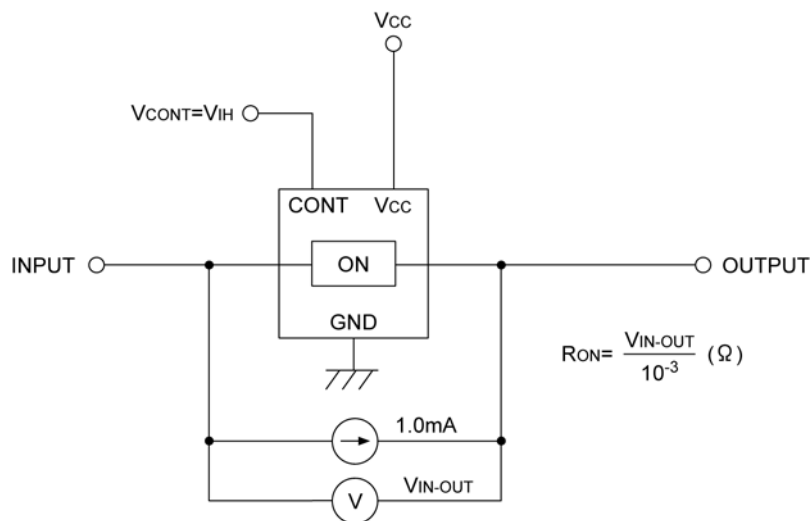 VCC
VCONT=VIH
CONT VCC
INPUT
ON
OUTPUT
GND
RON= VIN-OUT / 10-3 (Ω)
1.0mA
V
VIN-OUT